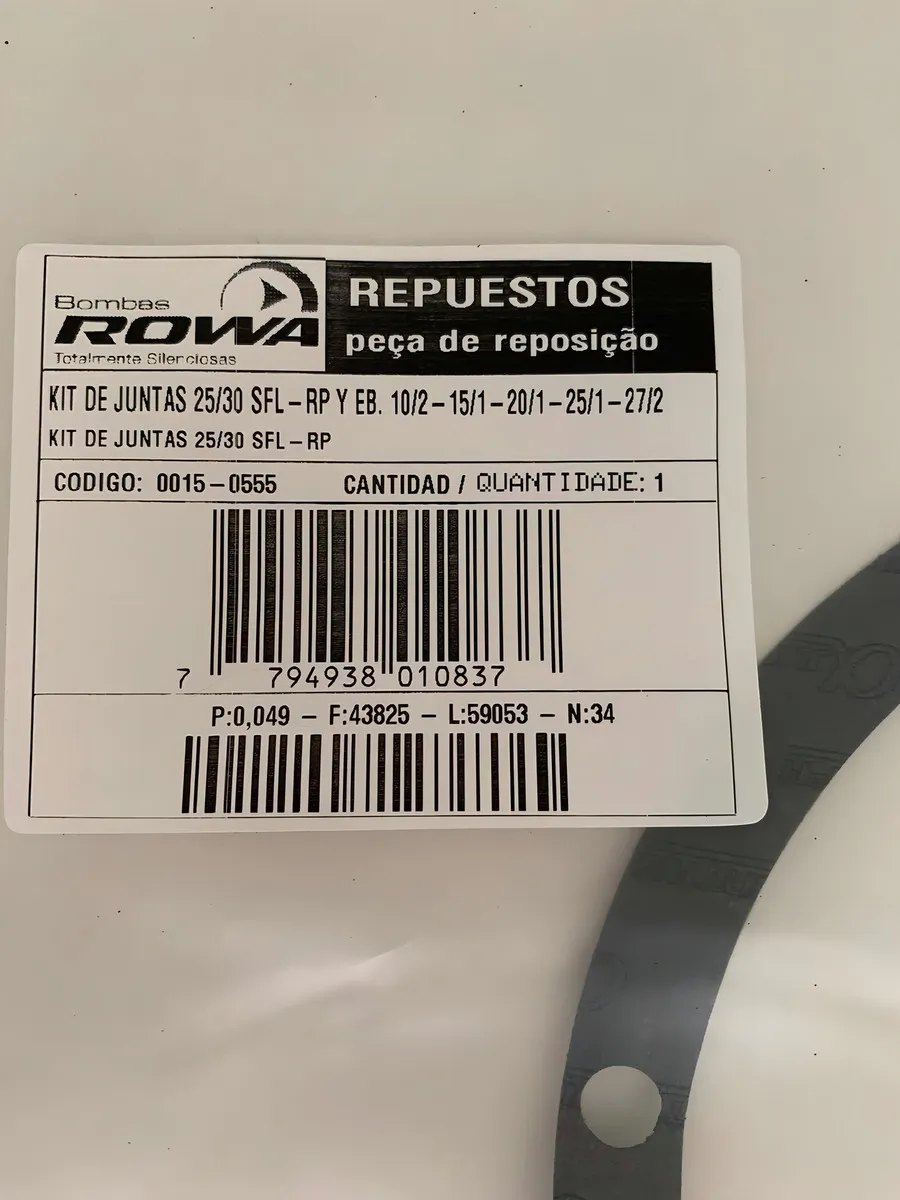 Bombas
ROWA
Totalmente Silenciosas
REPUESTOS
peça de reposição
KIT DE JUNTAS 25/30 SFL-RP Y EB. 10/2-15/1-20/1-25/1-27/2
KIT DE JUNTAS 25/30 SFL-RP
CODIGO: 0015-0555 CANTIDAD / QUANTIDADE: 1
7 794938 010837
P:0,049 - F:43825 - L:59053 - N:34